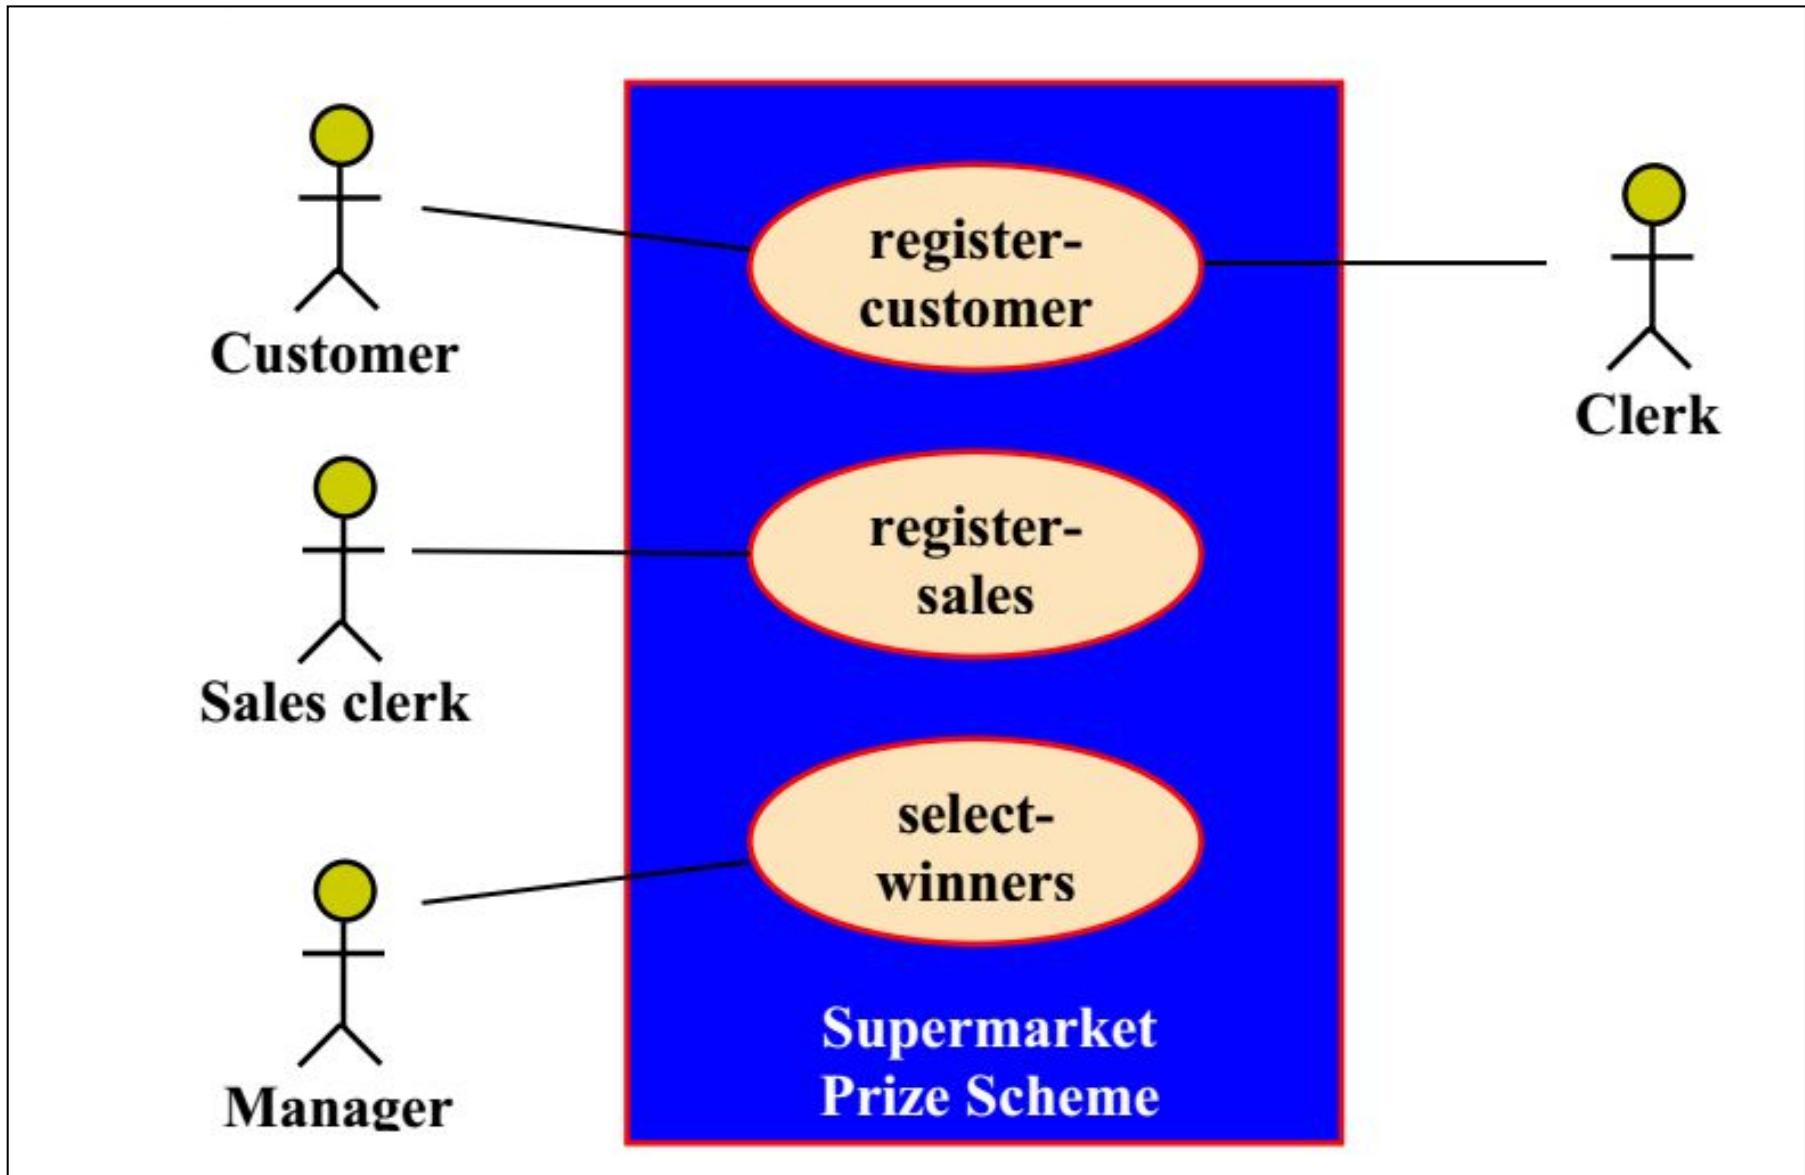 Customer
register-
customer
Clerk
Sales clerk
register-
sales
Manager
select-
winners
Supermarket
Prize Scheme